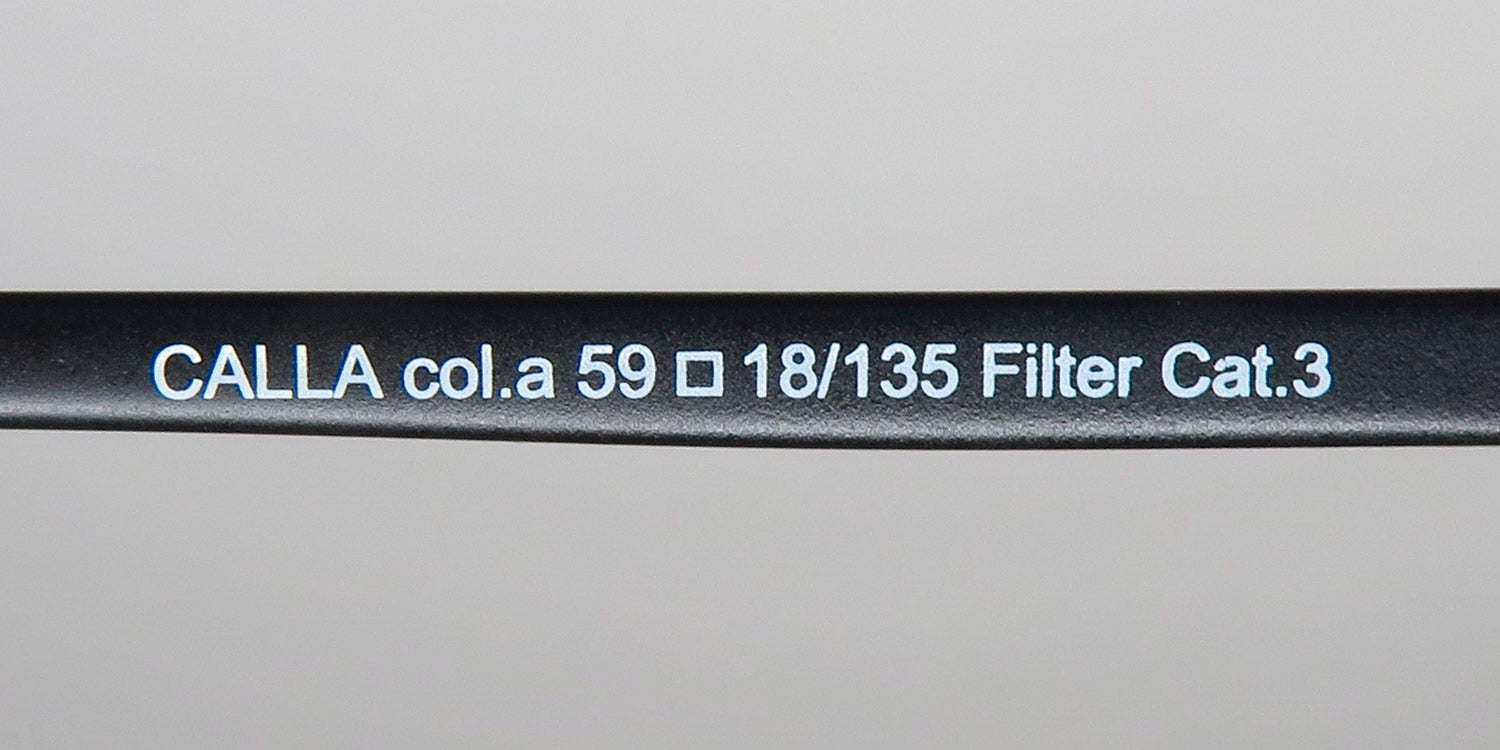 CALLA col.a 59 □ 18/135 Filter Cat.3